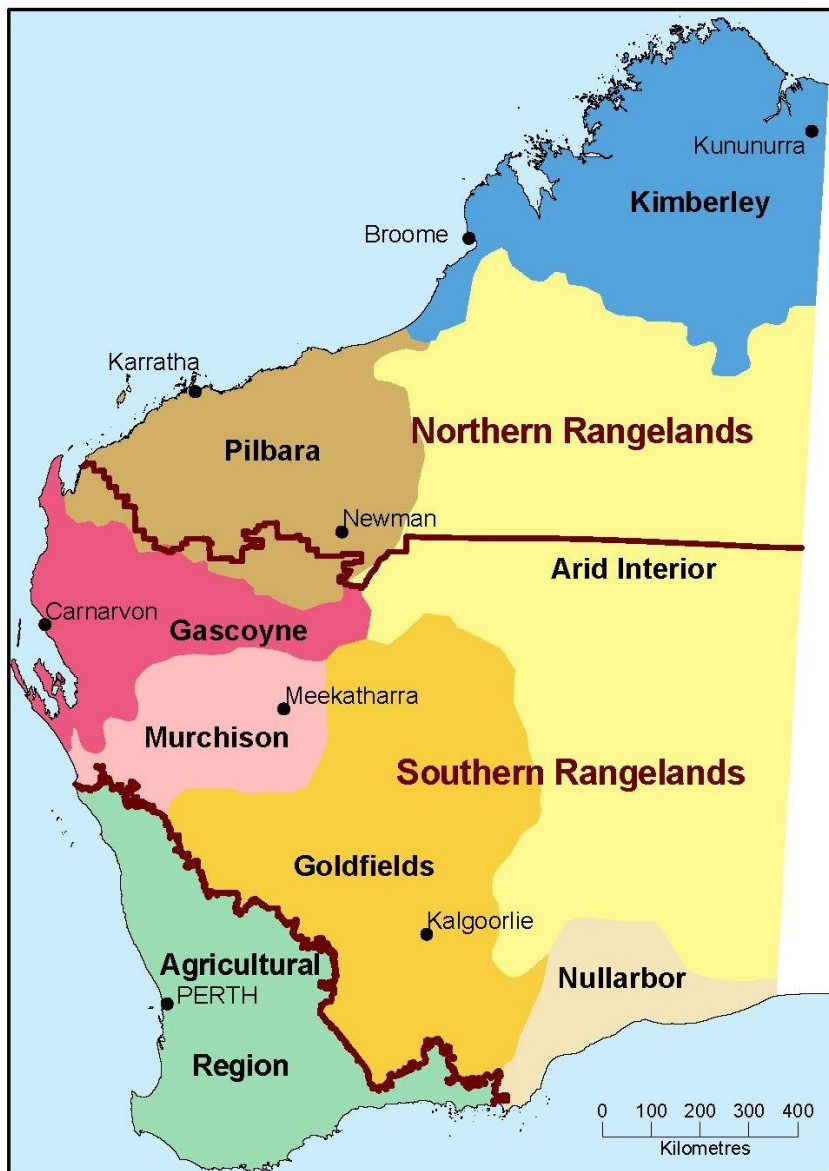 Kununurra
Kimberley
Broome
Karratha
Northern Rangelands
Pilbara
Newman
Arid Interior
Carnarvon
Gascoyne
Meekatharra
Murchison
Southern Rangelands
Goldfields
Kalgoorlie
Agricultural
Nullarbor
PERTH
Region
0 100 200 300 400
Kilometres